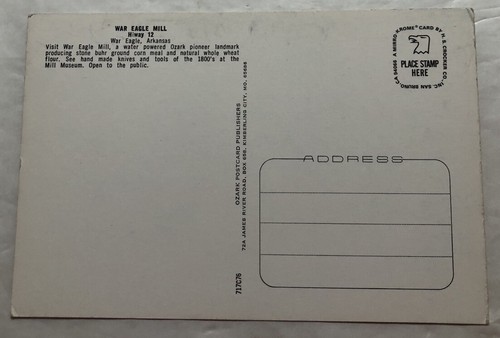 WAR EAGLE MILL
Hiway 12
War Eagle, Arkansas
Visit War Eagle Mill, a water powered Ozark pioneer landmark
producing stone buhr ground corn meal and natural whole wheat
flour. See hand made knives and tools of the 1800's at the
Mill Museum. Open to the public.
OZARK POSTCARD PUBLISHERS
72A JAMES RIVER ROAD, BOX 656, KIMBERLING CITY, MO. 65686
717C76
A MIRRO-KROME® CARD BY H. S. CROCKER CO., INC. SAN BRUNO, CA 94066
PLACE STAMP
HERE
ADDRESS